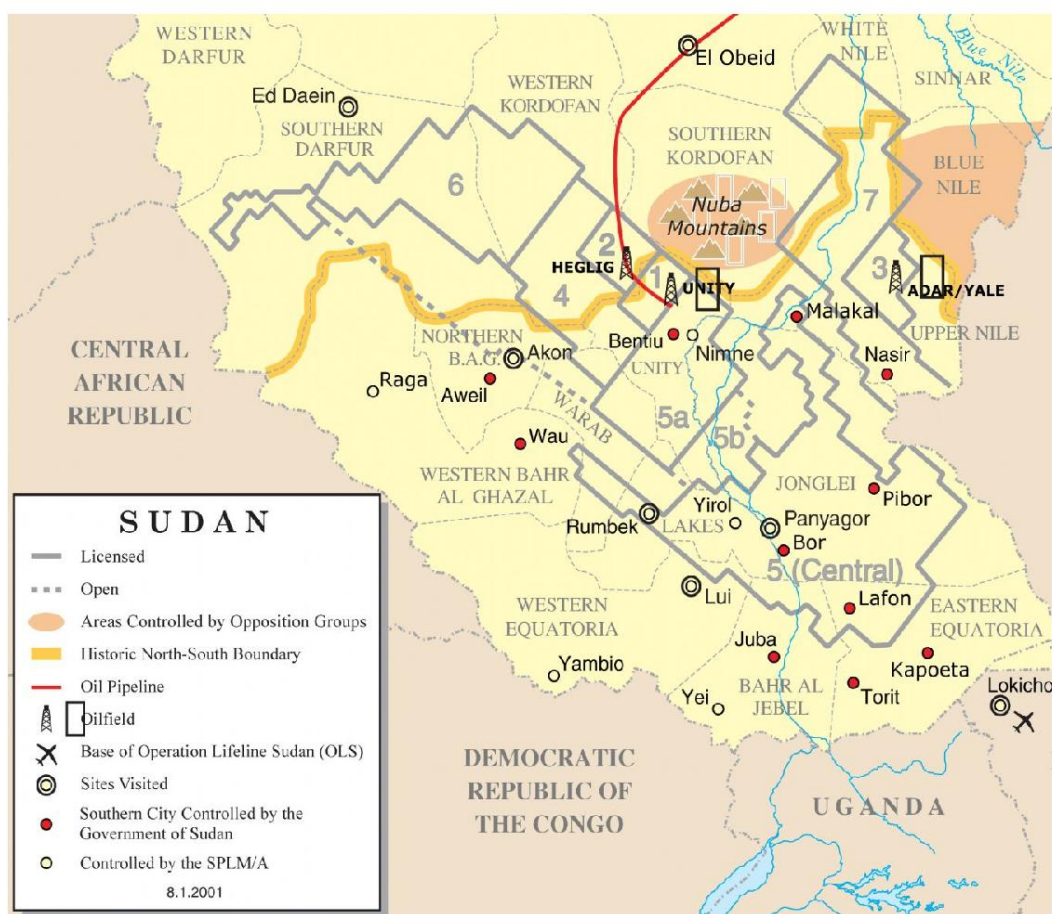 WESTERN
DARFUR
WHITE
NILE
Blue Nile
El Obeid
SINNAR
WESTERN
KORDOFAN
Ed Daein
SOUTHERN
DARFUR
SOUTHERN
KORDOFAN
BLUE
NILE
6
7
Nuba
Mountains
2
HEGLIG
1
UNITY
3
ADAR/YALE
4
Malakal
UPPER NILE
Bentiu
Nimne
NORTHERN
B.A.G.
Akon
UNITY
Nasir
CENTRAL
AFRICAN
REPUBLIC
Raga
Aweil
WARAB
5a
5b
Wau
WESTERN BAHR
AL GHAZAL
JONGLEI
Pibor
Yirol
Rumbek
LAKES
Panyagor
Bor
5 (Central)
Lui
Lafon
WESTERN
EQUATORIA
EASTERN
EQUATORIA
Juba
Kapoeta
Yambio
BAHR AL
JEBEL
Torit
Yei
Lokicho
DEMOCRATIC
REPUBLIC OF
THE CONGO
UGANDA
SUDAN
Licensed
Open
Areas Controlled by Opposition Groups
Historic North-South Boundary
Oil Pipeline
Oilfield
Base of Operation Lifeline Sudan (OLS)
Sites Visited
Southern City Controlled by the
Government of Sudan
Controlled by the SPLM/A
8.1.2001